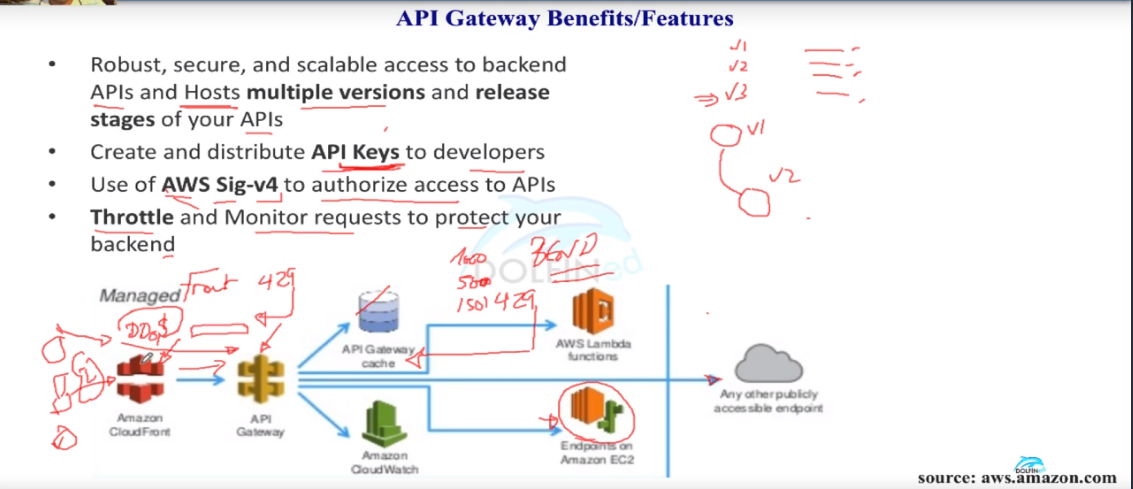 API Gateway Benefits/Features
• Robust, secure, and scalable access to backend
APIs and Hosts multiple versions and release
stages of your APIs
• Create and distribute API Keys to developers
• Use of AWS Sig-v4 to authorize access to APIs
• Throttle and Monitor requests to protect your
backend
V1
V2
V3
V1
V2
DOLFINed
1000
500
1501 429
BEND
Managed
Front 429
DDoS
2
API Gateway
cache
AWS Lambda
functions
Amazon
CloudFront
API
Gateway
Amazon
CloudWatch
Endpoints on
Amazon EC2
Any other publicly
accessible endpoint
DOLFINed
source: aws.amazon.com